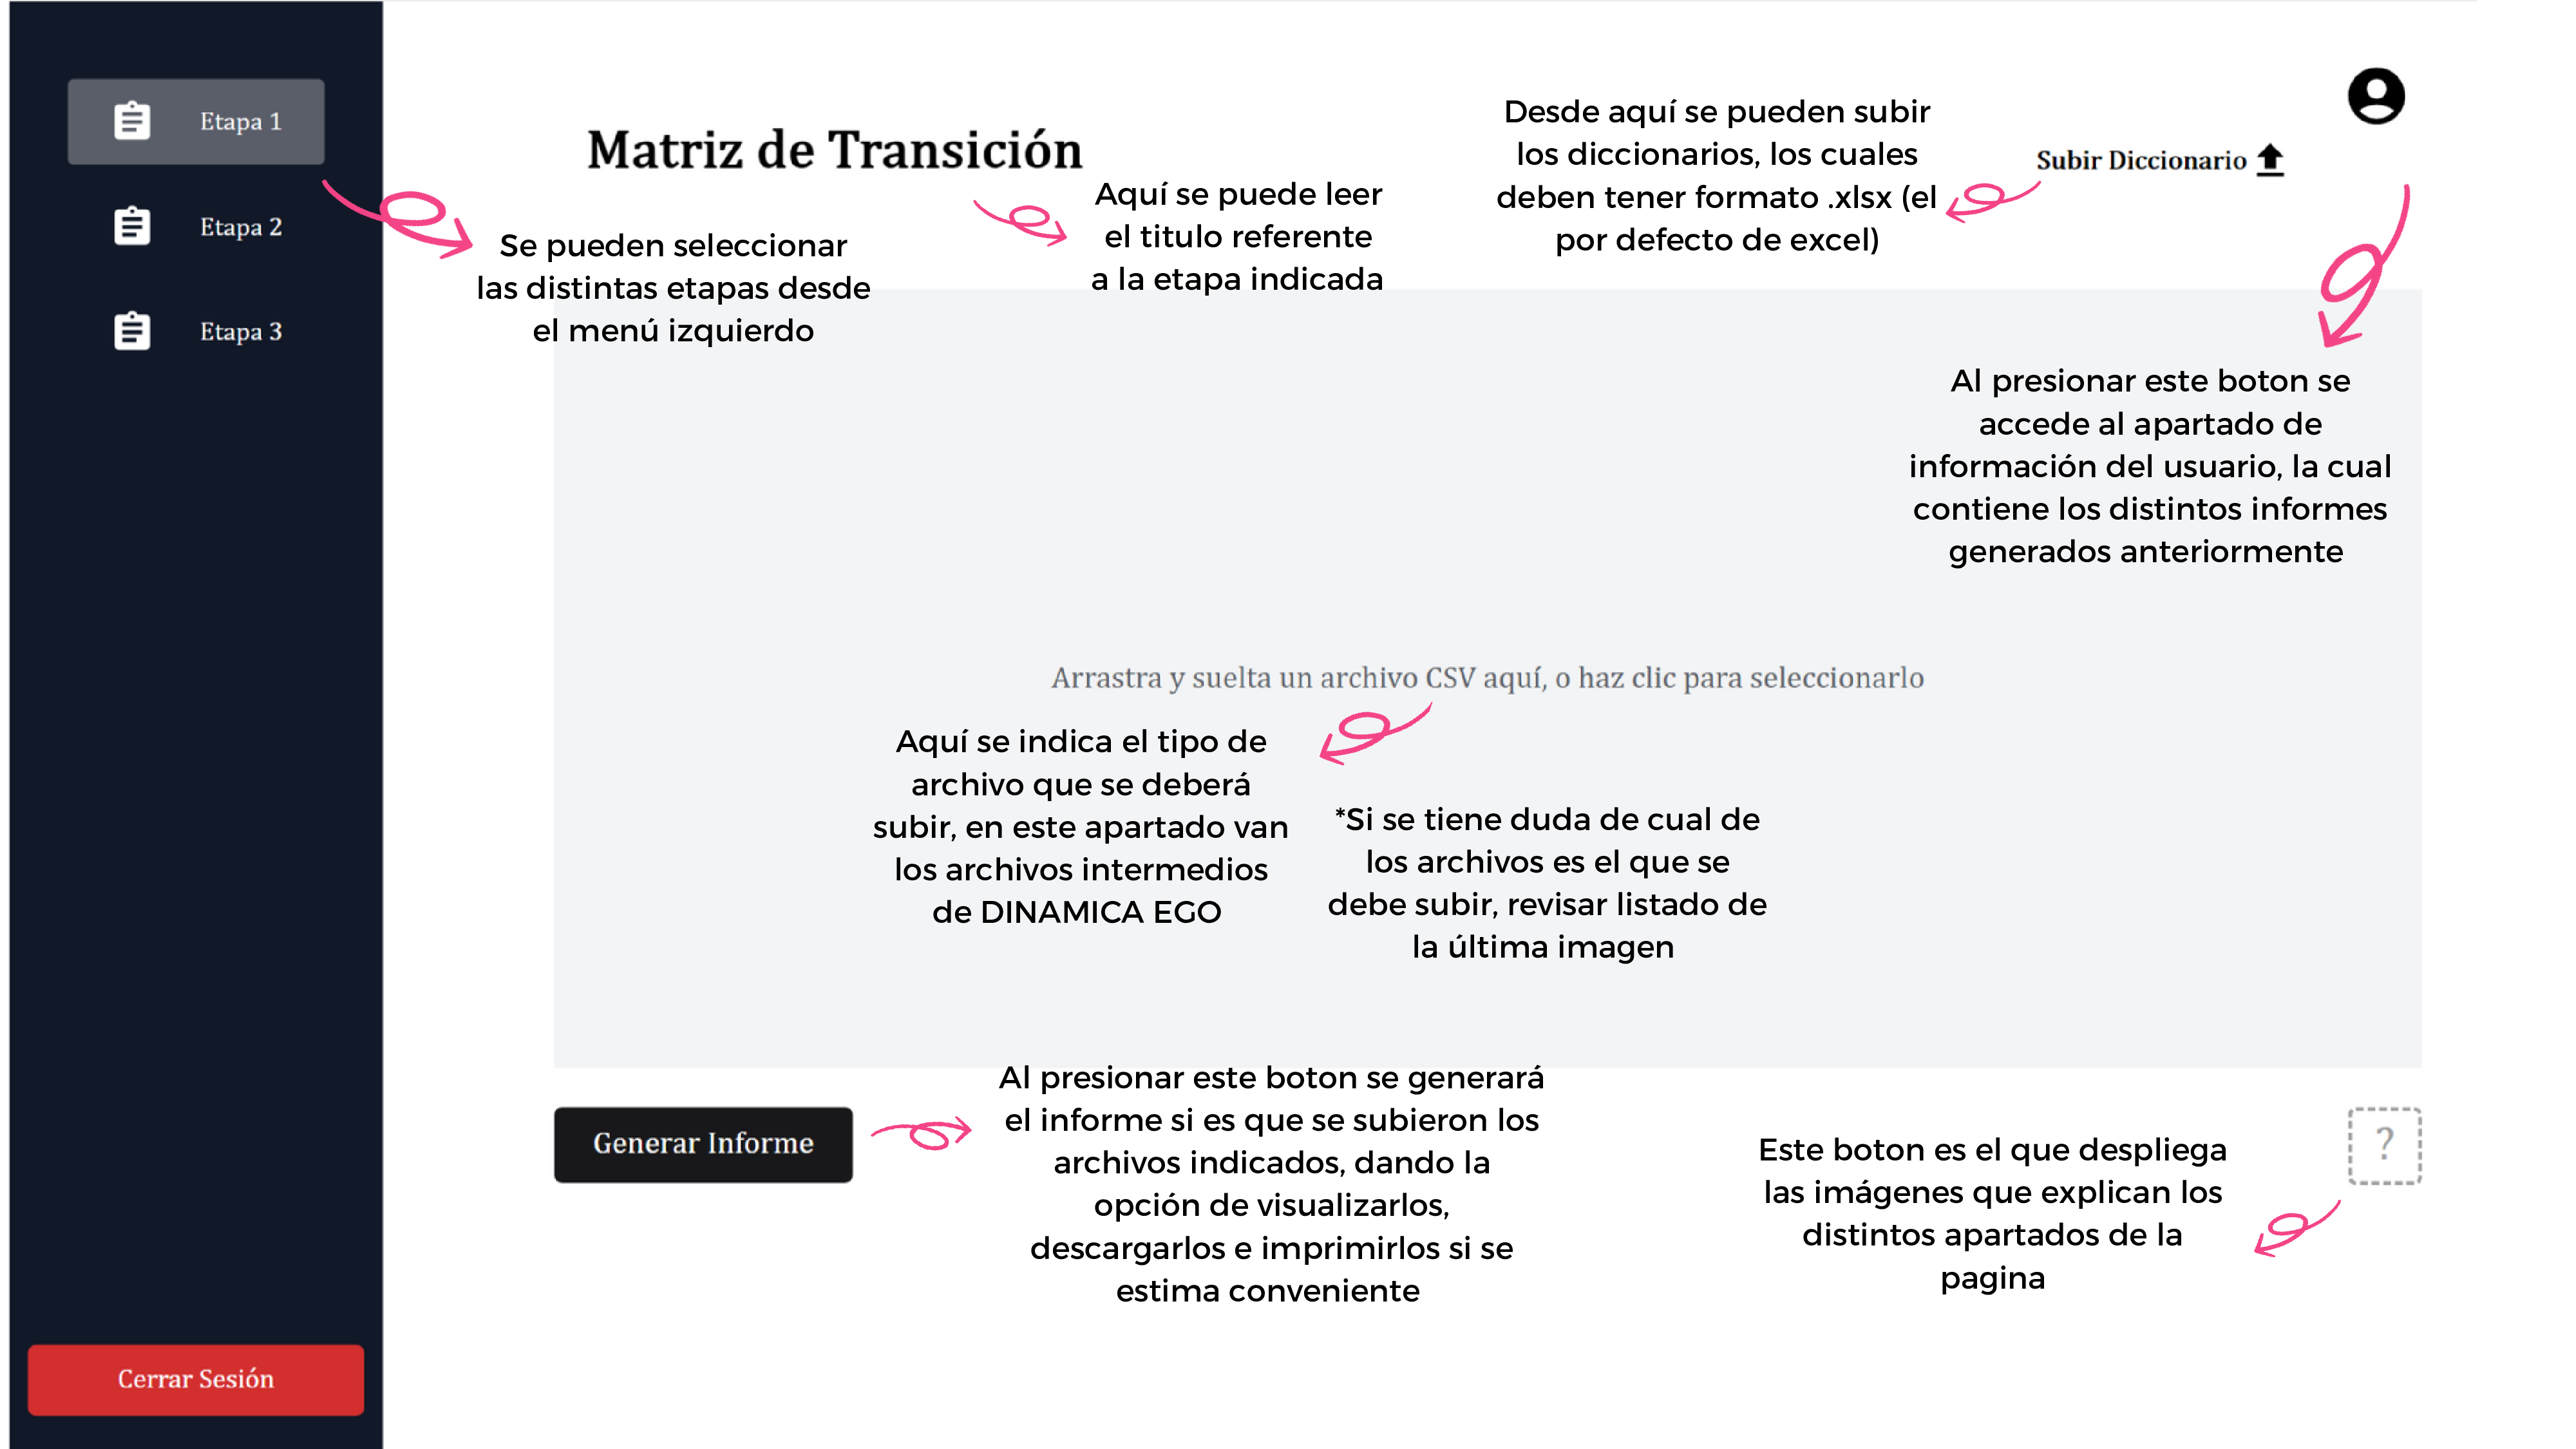 Etapa 1
Etapa 2
Etapa 3
Cerrar Sesión
Matriz de Transición
Subir Diccionario
Se pueden seleccionar
las distintas etapas desde
el menú izquierdo
Aquí se puede leer
el titulo referente
a la etapa indicada
Desde aquí se pueden subir
los diccionarios, los cuales
deben tener formato .xlsx (el
por defecto de excel)
Al presionar este boton se
accede al apartado de
información del usuario, la cual
contiene los distintos informes
generados anteriormente
Arrastra y suelta un archivo CSV aquí, o haz clic para seleccionarlo
Aquí se indica el tipo de
archivo que se deberá
subir, en este apartado van
los archivos intermedios
de DINAMICA EGO
*Si se tiene duda de cual de
los archivos es el que se
debe subir, revisar listado de
la última imagen
Generar Informe
Al presionar este boton se generará
el informe si es que se subieron los
archivos indicados, dando la
opción de visualizarlos,
descargarlos e imprimirlos si se
estima conveniente
Este boton es el que despliega
las imágenes que explican los
distintos apartados de la
pagina
?